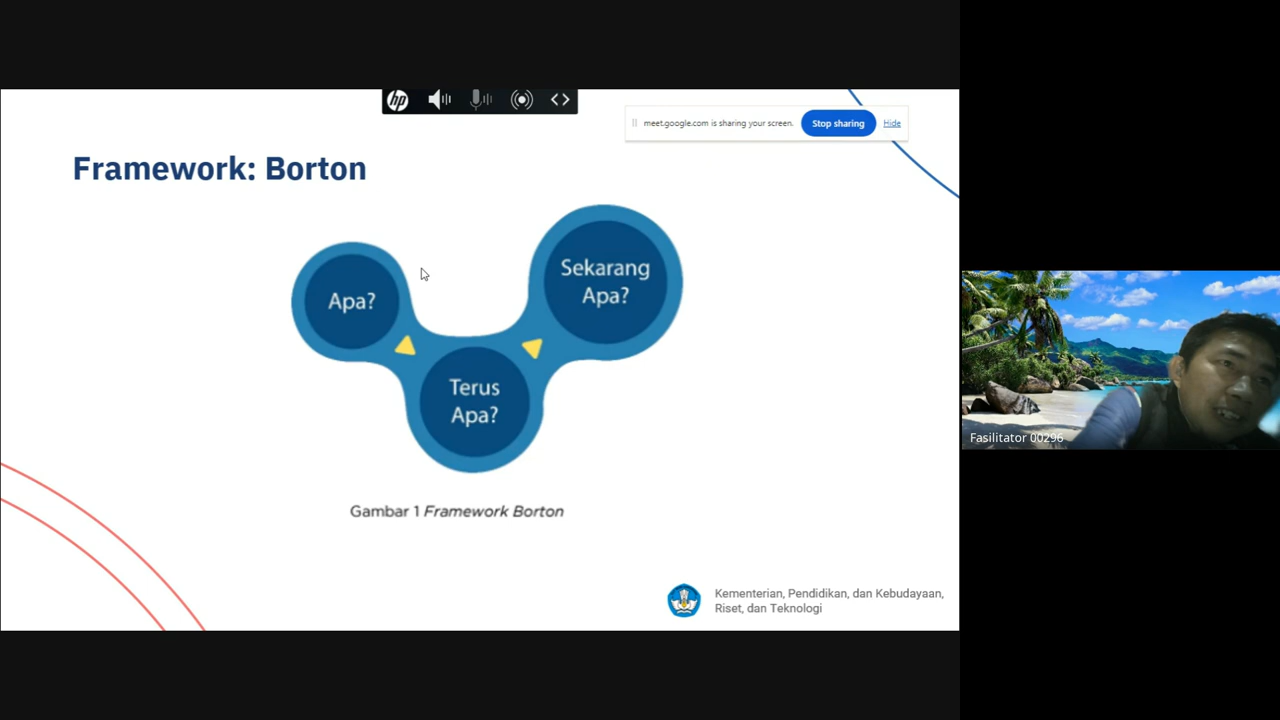 hp
meet.google.com is sharing your screen.
Stop sharing
Hide
Framework: Borton
Apa?
Sekarang
Apa?
Terus
Apa?
Gambar 1 Framework Borton
Kementerian, Pendidikan, dan Kebudayaan,
Riset, dan Teknologi
Fasilitator 00296